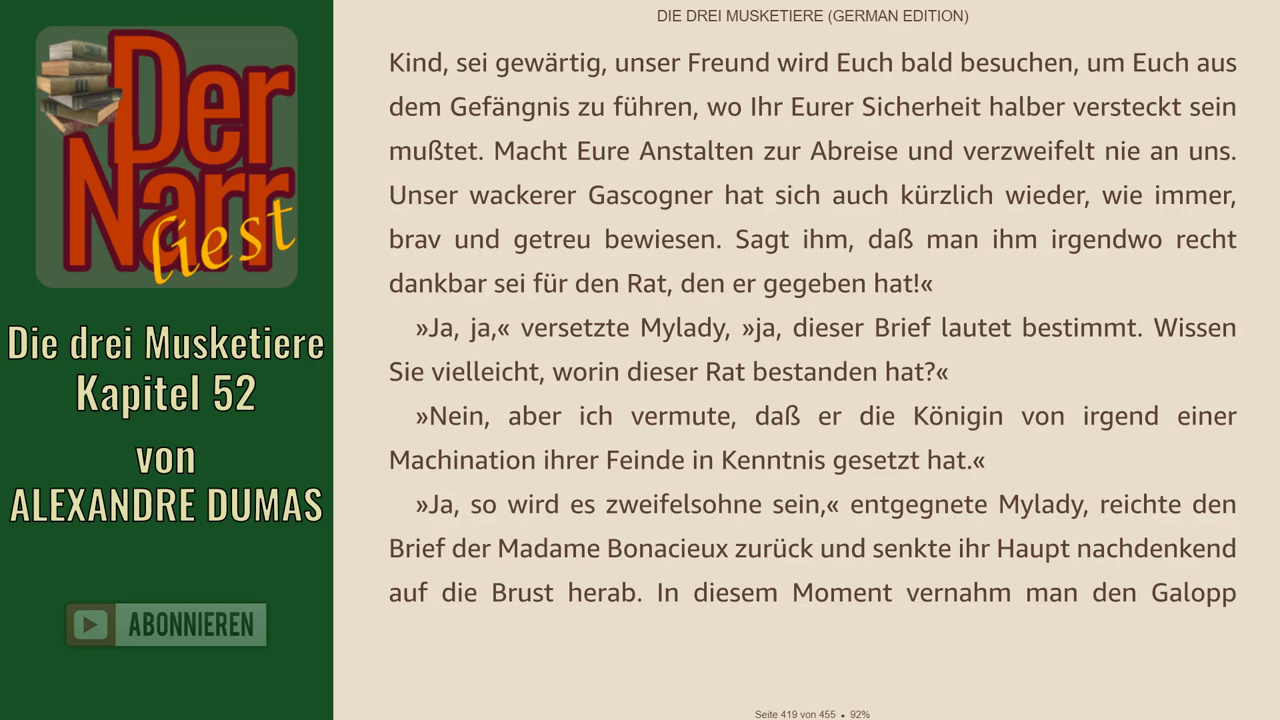 Der
Narr
liest
Die drei Musketiere
Kapitel 52
von
ALEXANDRE DUMAS
ABONNIEREN
DIE DREI MUSKETIERE (GERMAN EDITION)
Kind, sei gewärtig, unser Freund wird Euch bald besuchen, um Euch aus
dem Gefängnis zu führen, wo Ihr Eurer Sicherheit halber versteckt sein
mußtet. Macht Eure Anstalten zur Abreise und verzweifelt nie an uns.
Unser wackerer Gascogner hat sich auch kürzlich wieder, wie immer,
brav und getreu bewiesen. Sagt ihm, daß man ihm irgendwo recht
dankbar sei für den Rat, den er gegeben hat!«
»Ja, ja,« versetzte Mylady, »ja, dieser Brief lautet bestimmt. Wissen
Sie vielleicht, worin dieser Rat bestanden hat?«
»Nein, aber ich vermute, daß er die Königin von irgend einer
Machination ihrer Feinde in Kenntnis gesetzt hat.«
»Ja, so wird es zweifelsohne sein,« entgegnete Mylady, reichte den
Brief der Madame Bonacieux zurück und senkte ihr Haupt nachdenkend
auf die Brust herab. In diesem Moment vernahm man den Galopp
Seite 419 von 455 • 92%